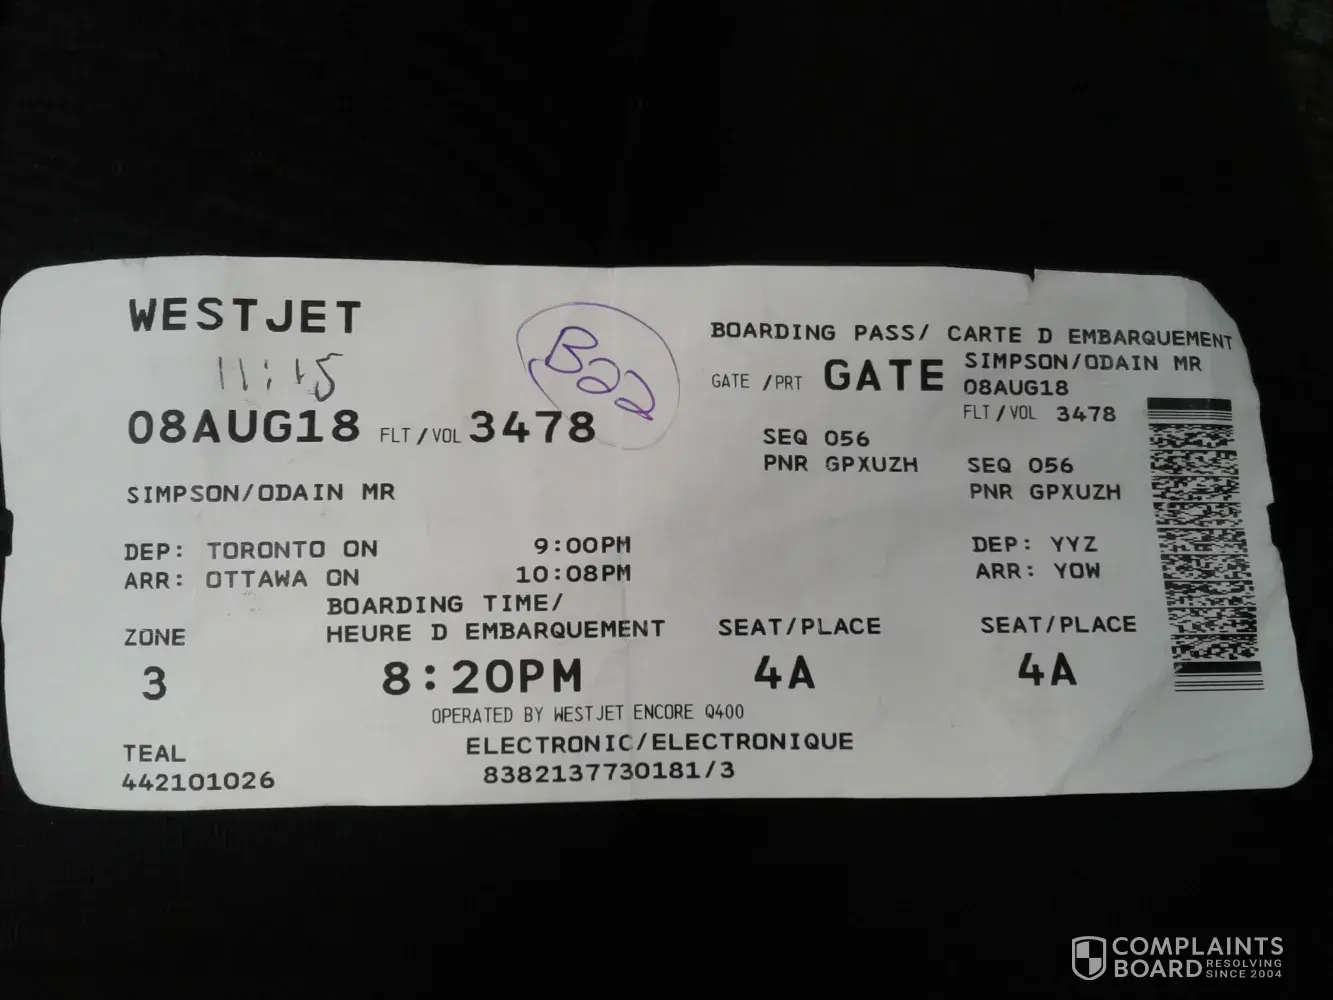 WESTJET
11:15
B22
08AUG18 FLT/VOL 3478
SIMPSON/ODAIN MR
DEP: TORONTO ON 9:00PM
ARR: OTTAWA ON 10:08PM
BOARDING TIME/
HEURE D EMBARQUEMENT
ZONE
3
8:20PM
OPERATED BY WESTJET ENCORE Q400
TEAL
442101026
ELECTRONIC/ELECTRONIQUE
8382137730181/3
BOARDING PASS/ CARTE D EMBARQUEMENT
GATE /PRT GATE
SEQ 056
PNR GPXUZH
SEAT/PLACE
4A
SIMPSON/ODAIN MR
08AUG18
FLT/VOL 3478
SEQ 056
PNR GPXUZH
DEP: YYZ
ARR: YOW
SEAT/PLACE
4A
COMPLAINTS
BOARD RESOLVING
SINCE 2004